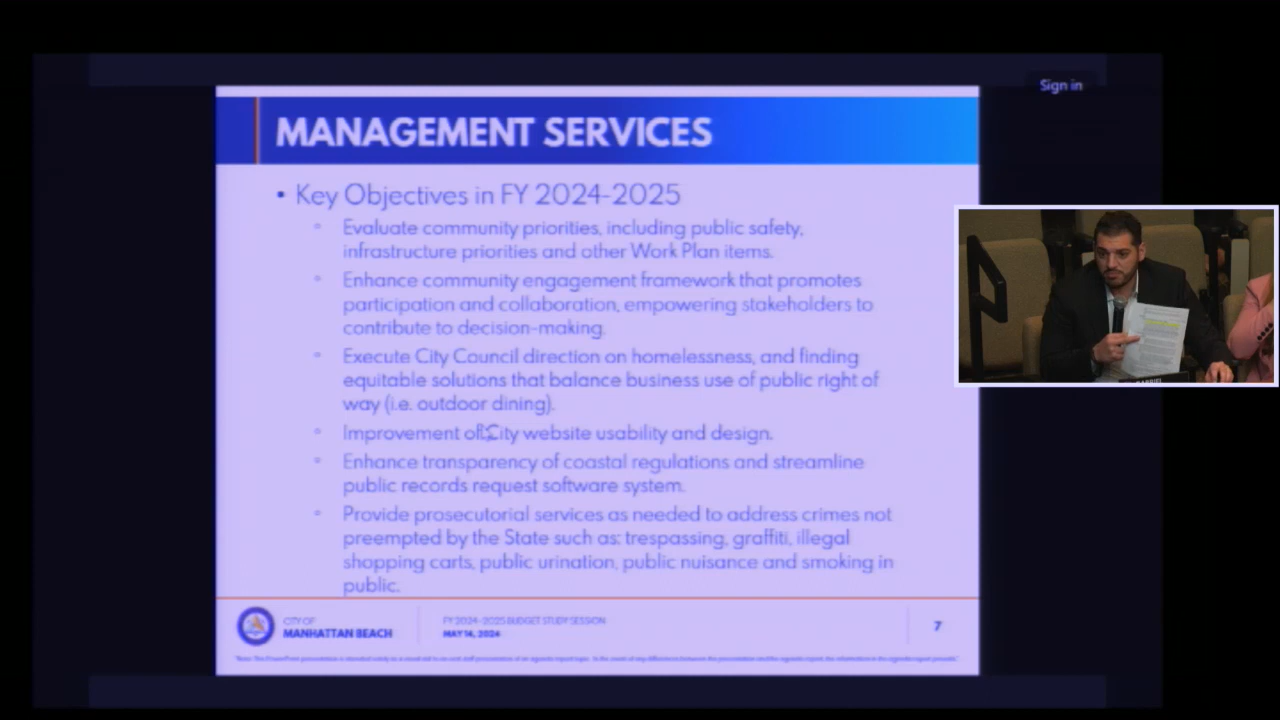 Sign in
MANAGEMENT SERVICES
• Key Objectives in FY 2024-2025
Evaluate community priorities, including public safety,
infrastructure priorities and other Work Plan items.
Enhance community engagement framework that promotes
participation and collaboration, empowering stakeholders to
contribute to decision-making.
Execute City Council direction on homelessness, and finding
equitable solutions that balance business use of public right of
way (i.e. outdoor dining).
Improvement of City website usability and design.
Enhance transparency of coastal regulations and streamline
public records request software system.
Provide prosecutorial services as needed to address crimes not
preempted by the State such as: trespassing, graffiti, illegal
shopping carts, public urination, public nuisance and smoking in
public.
CITY OF
MANHATTAN BEACH
FY 2024-2025 BUDGET STUDY SESSION
MAY 14, 2024
7